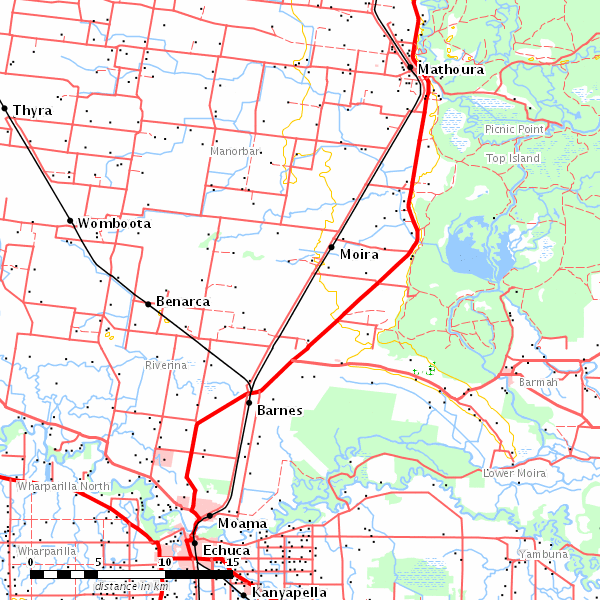 Mathoura
Thyra
Picnic Point
Manorbar
Top Island
Womboota
Moira
Benarca
Riverina
Barmah
Barnes
Lower Moira
Wharparilla North
Moama
Wharparilla
Echuca
Yambuna
0 5 10 15
distance in km
Kanyapella